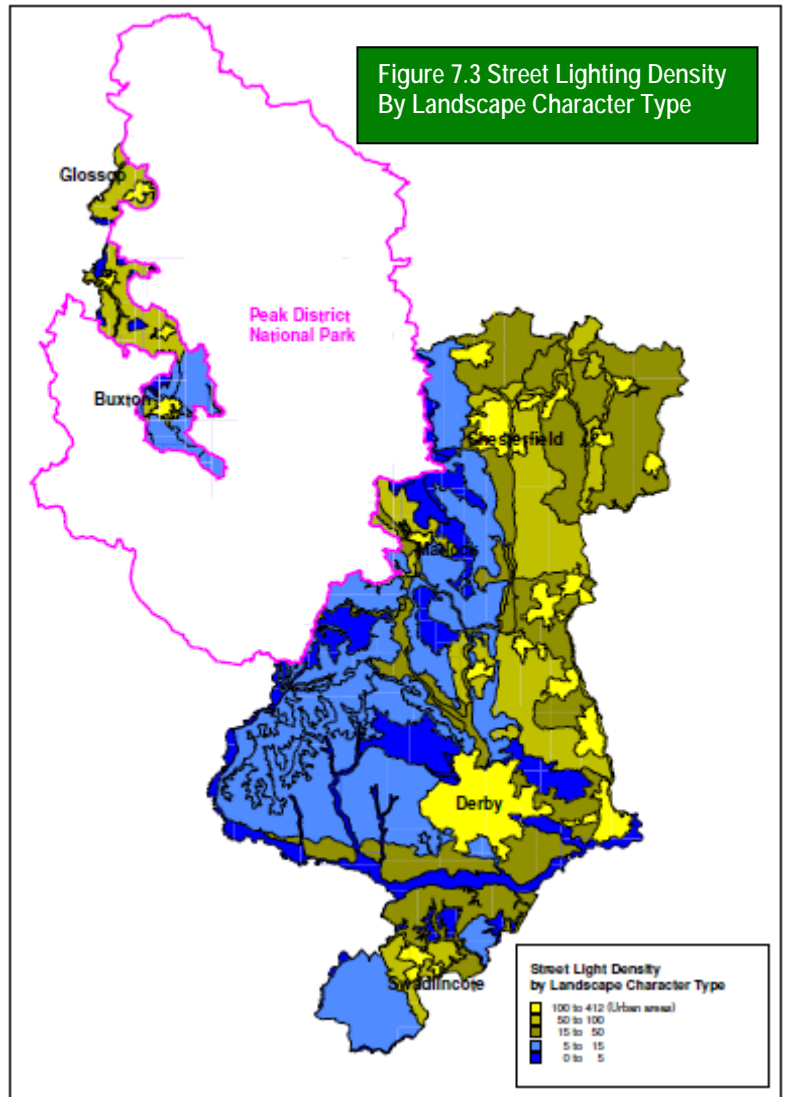 Figure 7.3 Street Lighting Density
By Landscape Character Type
Glossop
Peak District
National Park
Buxton
Chesterfield
Matlock
Derby
Swadlincote
Street Light Density
by Landscape Character Type
100 to 412 (Urban areas)
50 to 100
15 to 50
5 to 15
0 to 5